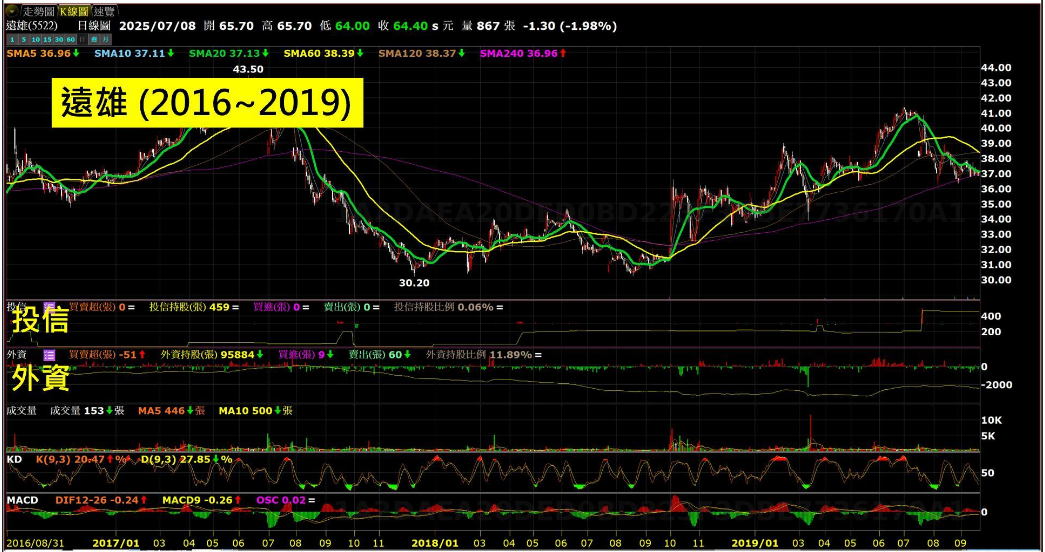 走勢圖 K線圖 速覽
遠雄(5522) 日線圖 2025/07/08 開 65.70 高 65.70 低 64.00 收 64.40 s 元 量 867 張 -1.30 (-1.98%)
1 5 10 15 30 60 日 週 月
SMA5 36.96↓ SMA10 37.11↓ SMA20 37.13↓ SMA60 38.39↓ SMA120 38.37↓ SMA240 36.96↑
43.50
遠雄 (2016~2019)
44.00
43.00
42.00
41.00
40.00
39.00
38.00
37.00
36.00
35.00
34.00
33.00
32.00
31.00
30.00
30.20
投信 買賣超(張) 0 = 投信持股(張) 459 = 買進(張) 0 = 賣出(張) 0 = 投信持股比例 0.06% =
投信
400
200
外資 買賣超(張) -51↑ 外資持股(張) 95884↓ 買進(張) 9↓ 賣出(張) 60↓ 外資持股比例 11.89% =
外資
0
-2000
成交量 成交量 153↓張 MA5 446↓張 MA10 500↓張
10K
5K
KD K(9,3) 20.47↑% D(9,3) 27.85↓%
50
MACD DIF12-26 -0.24↑ MACD9 -0.26↑ OSC 0.02 =
0
2016/08/31 2017/01 03 04 05 06 07 08 10 11 2018/01 03 04 05 06 07 08 09 10 11 2019/01 03 04 05 06 07 08 09